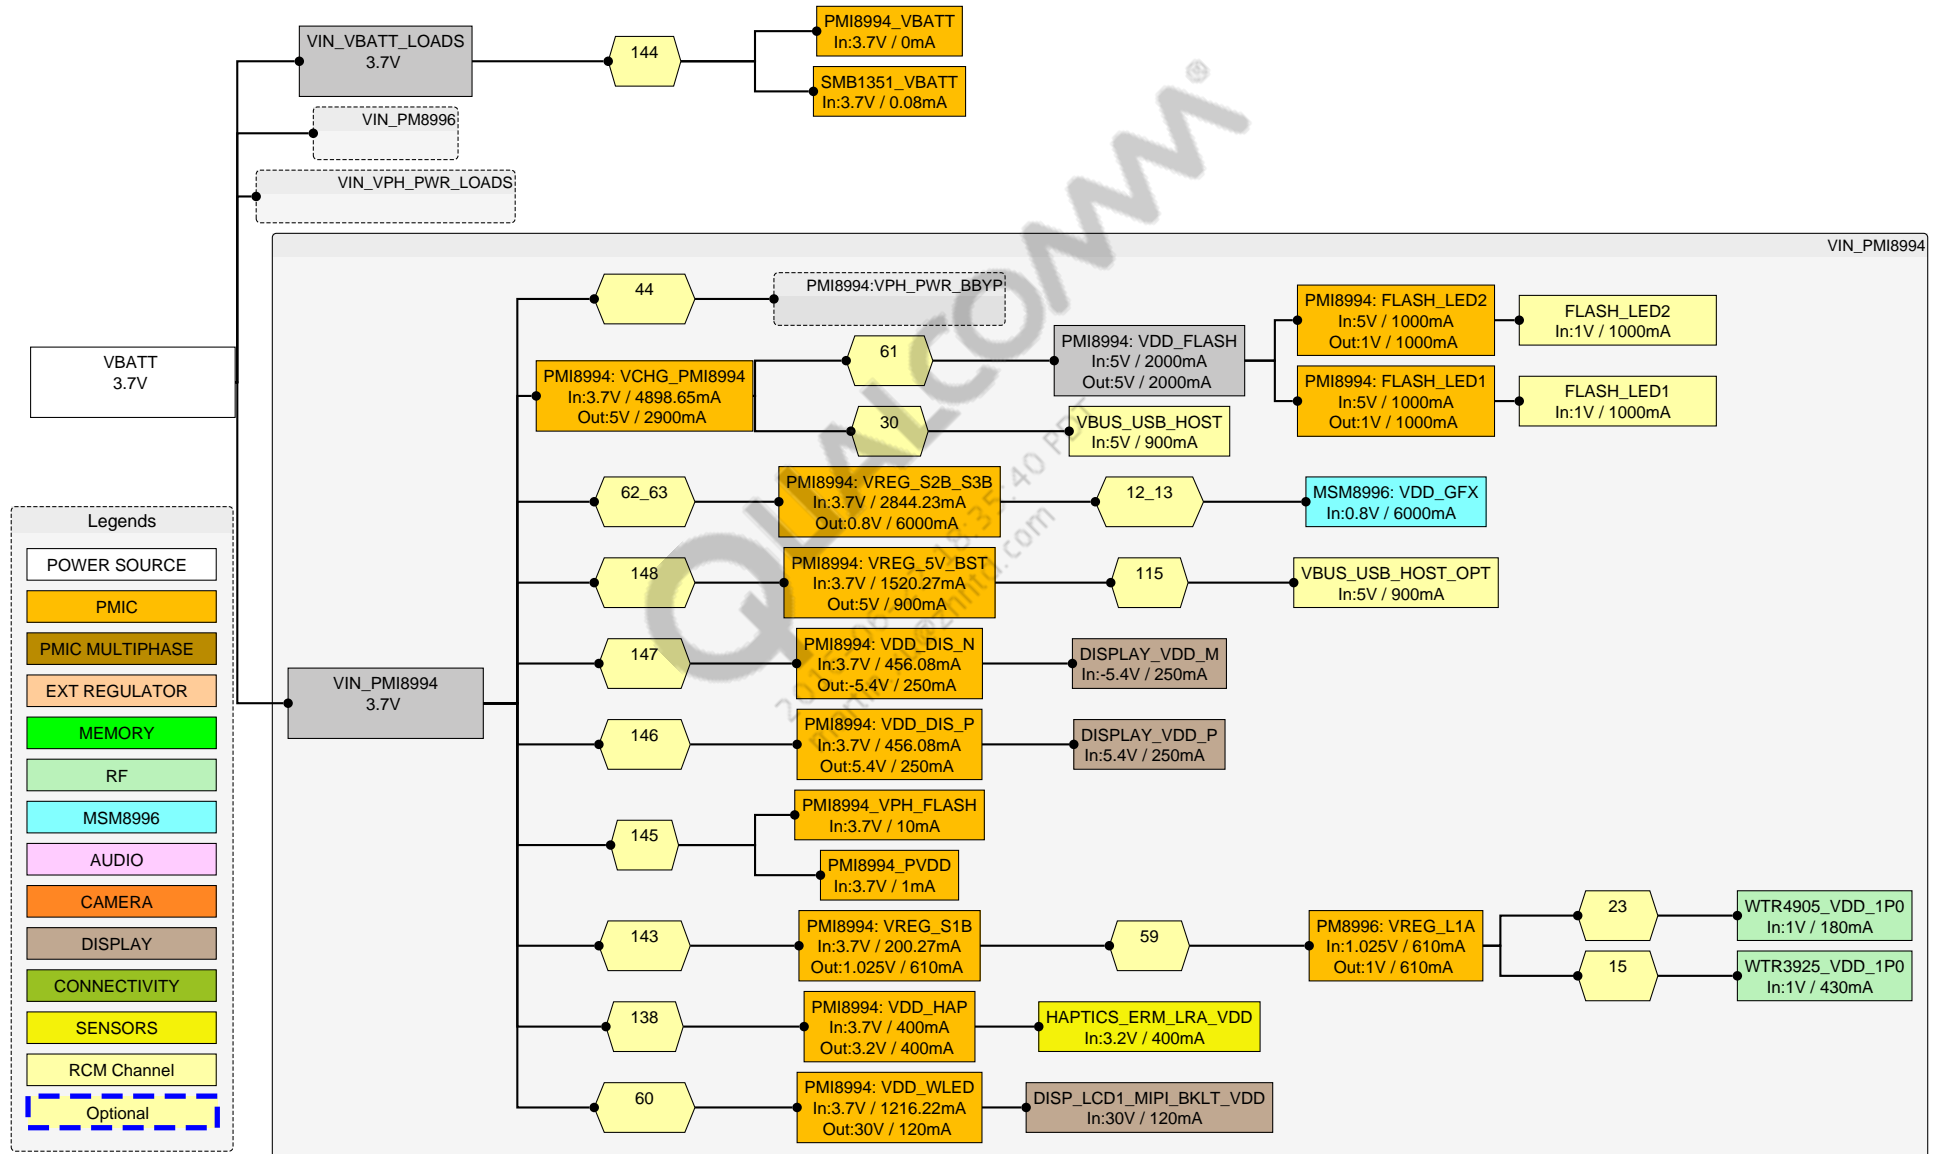 VIN_VBATT_LOADS
3.7V
144
PMI8994_VBATT
In:3.7V / 0mA
SMB1351_VBATT
In:3.7V / 0.08mA
VIN_PM8996
VIN_VPH_PWR_LOADS
VIN_PMI8994
VBATT
3.7V
44
PMI8994:VPH_PWR_BBYP
PMI8994: VCHG_PMI8994
In:3.7V / 4898.65mA
Out:5V / 2900mA
61
PMI8994: VDD_FLASH
In:5V / 2000mA
Out:5V / 2000mA
PMI8994: FLASH_LED2
In:5V / 1000mA
Out:1V / 1000mA
FLASH_LED2
In:1V / 1000mA
PMI8994: FLASH_LED1
In:5V / 1000mA
Out:1V / 1000mA
FLASH_LED1
In:1V / 1000mA
30
VBUS_USB_HOST
In:5V / 900mA
62_63
PMI8994: VREG_S2B_S3B
In:3.7V / 2844.23mA
Out:0.8V / 6000mA
12_13
MSM8996: VDD_GFX
In:0.8V / 6000mA
148
PMI8994: VREG_5V_BST
In:3.7V / 1520.27mA
Out:5V / 900mA
115
VBUS_USB_HOST_OPT
In:5V / 900mA
VIN_PMI8994
3.7V
147
PMI8994: VDD_DIS_N
In:3.7V / 456.08mA
Out:-5.4V / 250mA
DISPLAY_VDD_M
In:-5.4V / 250mA
146
PMI8994: VDD_DIS_P
In:3.7V / 456.08mA
Out:5.4V / 250mA
DISPLAY_VDD_P
In:5.4V / 250mA
145
PMI8994_VPH_FLASH
In:3.7V / 10mA
PMI8994_PVDD
In:3.7V / 1mA
143
PMI8994: VREG_S1B
In:3.7V / 200.27mA
Out:1.025V / 610mA
59
PM8996: VREG_L1A
In:1.025V / 610mA
Out:1V / 610mA
23
WTR4905_VDD_1P0
In:1V / 180mA
15
WTR3925_VDD_1P0
In:1V / 430mA
138
PMI8994: VDD_HAP
In:3.7V / 400mA
Out:3.2V / 400mA
HAPTICS_ERM_LRA_VDD
In:3.2V / 400mA
60
PMI8994: VDD_WLED
In:3.7V / 1216.22mA
Out:30V / 120mA
DISP_LCD1_MIPI_BKLT_VDD
In:30V / 120mA
Legends
POWER SOURCE
PMIC
PMIC MULTIPHASE
EXT REGULATOR
MEMORY
RF
MSM8996
AUDIO
CAMERA
DISPLAY
CONNECTIVITY
SENSORS
RCM Channel
Optional
QUALCOMM®
18:35:40 PDT